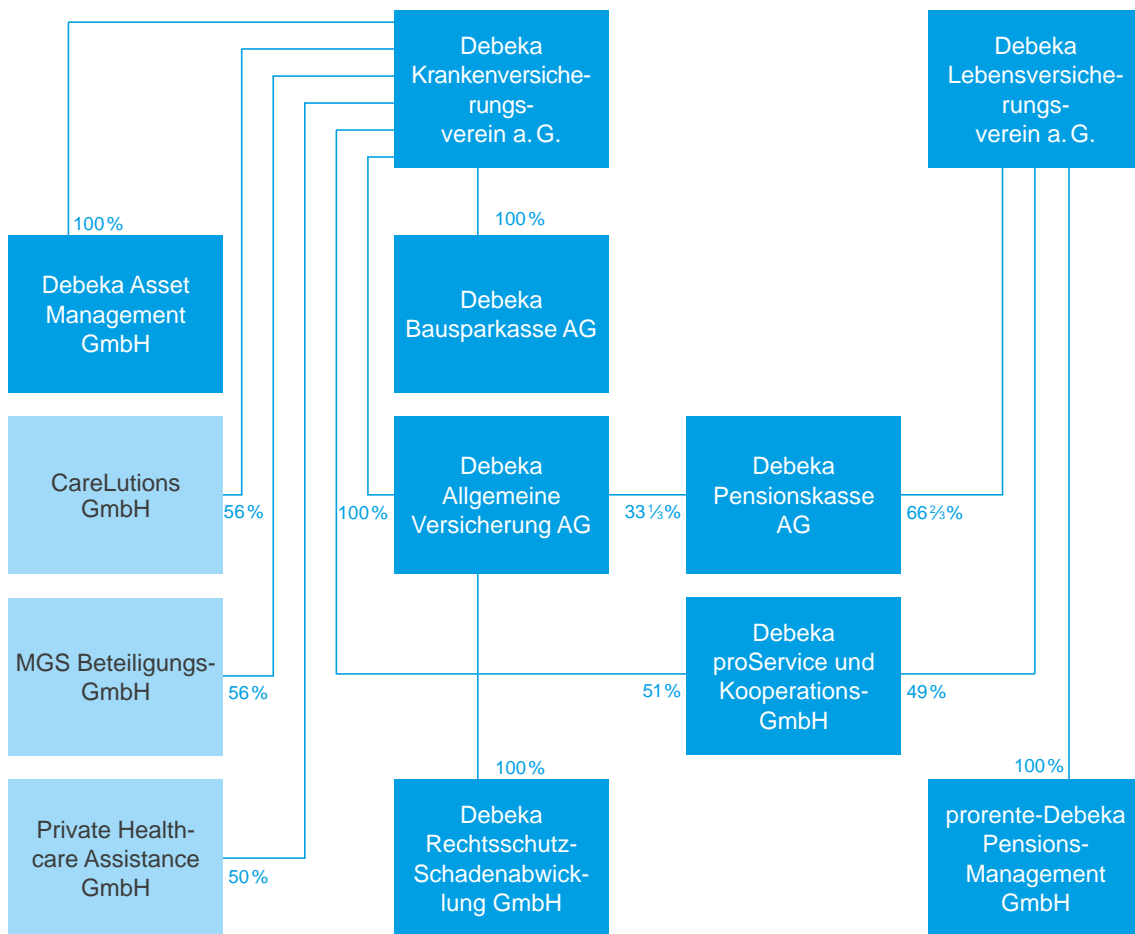 Debeka
Krankenversiche-
rungs-
verein a. G.
Debeka
Lebensversiche-
rungs-
verein a. G.
100 %
100 %
Debeka Asset
Management
GmbH
Debeka
Bausparkasse AG
CareLutions
GmbH
56 %
100 %
Debeka
Allgemeine
Versicherung AG
33 ⅓ %
Debeka
Pensionskasse
AG
66 ⅔ %
MGS Beteiligungs-
GmbH
56 %
51 %
Debeka
proService und
Kooperations-
GmbH
49 %
100 %
100 %
Private Health-
care Assistance
GmbH
50 %
Debeka
Rechtsschutz-
Schadenabwick-
lung GmbH
prorente-Debeka
Pensions-
Management
GmbH